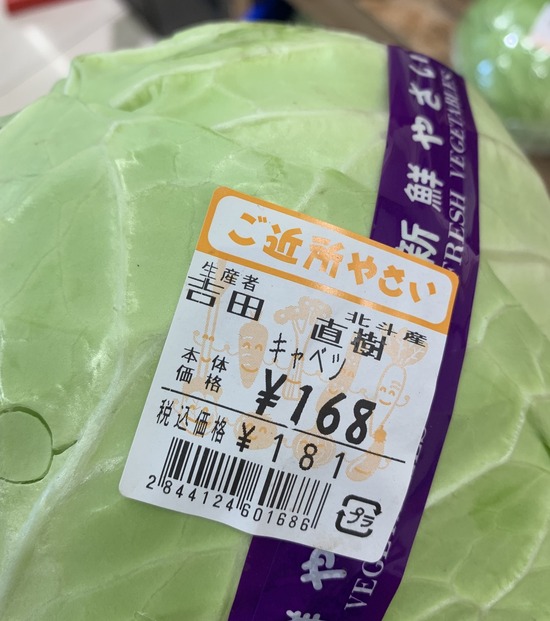 ご近所やさい
生産者 北斗産
吉田 直樹
キャベツ
本体価格 ¥168
税込価格 ¥181
2844124601686
プラ
新鮮やさい
FRESH VEGETABLES